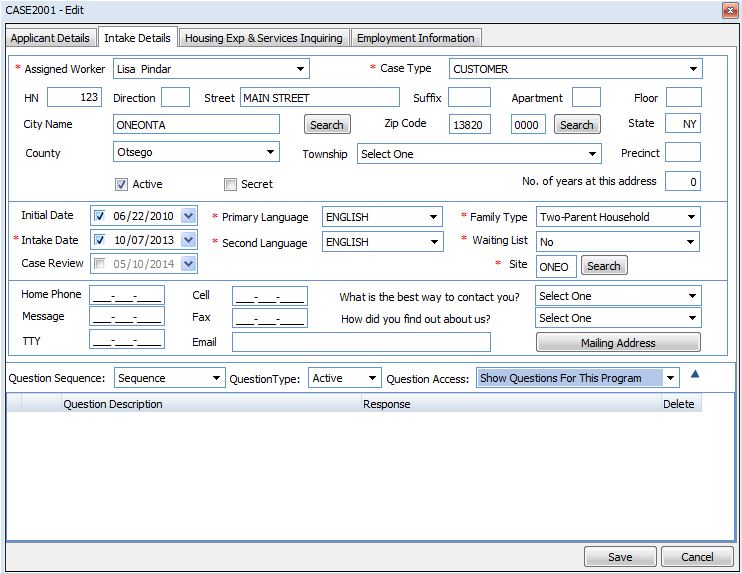 CASE2001 - Edit
Applicant Details Intake Details Housing Exp & Services Inquiring Employment Information
* Assigned Worker Lisa Pindar * Case Type CUSTOMER
HN 123 Direction Street MAIN STREET Suffix Apartment Floor
City Name ONEONTA Search Zip Code 13820 0000 Search State NY
County Otsego Township Select One Precinct
Active Secret No. of years at this address 0
Initial Date 06/22/2010 * Primary Language ENGLISH * Family Type Two-Parent Household
* Intake Date 10/07/2013 * Second Language ENGLISH * Waiting List No
Case Review 05/10/2014 * Site ONEO Search
Home Phone ___-___-____ Cell ___-___-____ What is the best way to contact you? Select One
Message ___-___-____ Fax ___-___-____ How did you find out about us? Select One
TTY ___-___-____ Email Mailing Address
Question Sequence: Sequence QuestionType: Active Question Access: Show Questions For This Program
Question Description Response Delete
Save Cancel